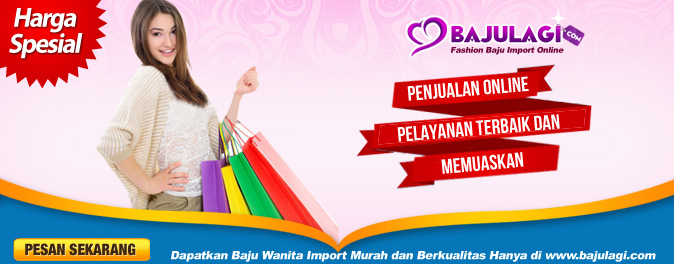 Harga
Spesial
BAJULAGI.COM
Fashion Baju Import Online
PENJUALAN ONLINE
PELAYANAN TERBAIK DAN
MEMUASKAN
PESAN SEKARANG
Dapatkan Baju Wanita Import Murah dan Berkualitas Hanya di www.bajulagi.com